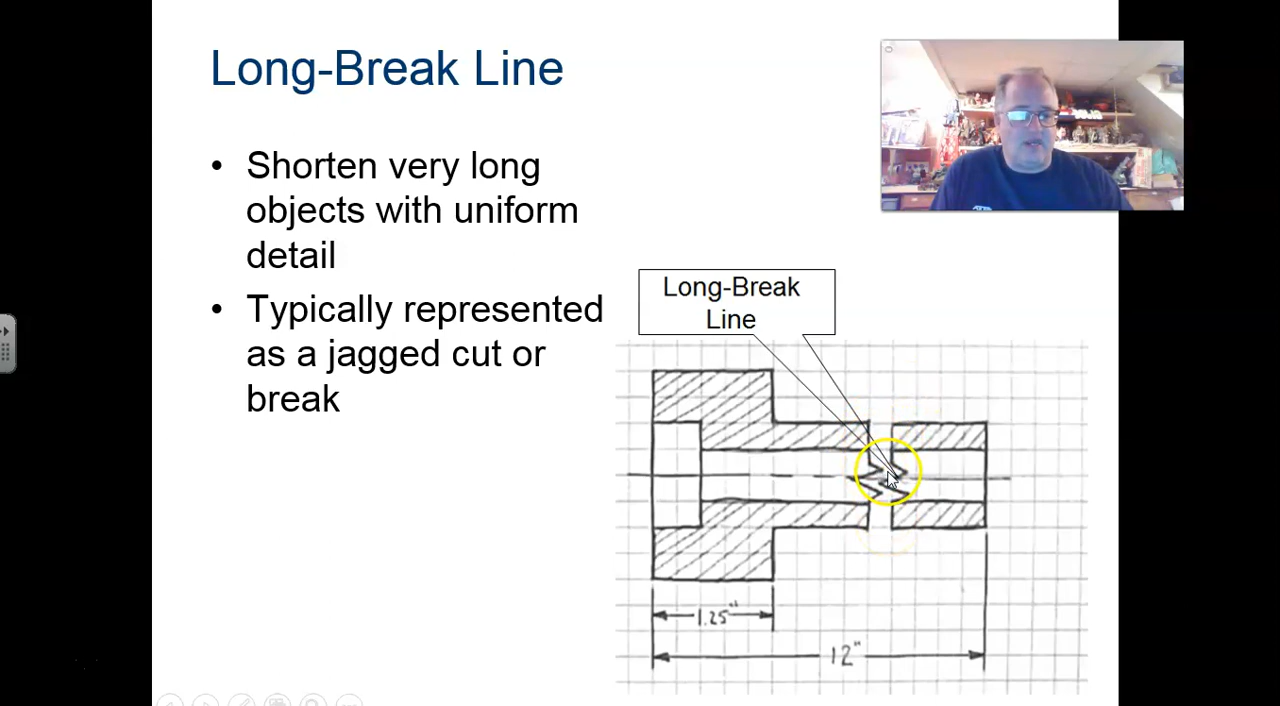 Long-Break Line
• Shorten very long
objects with uniform
detail
• Typically represented
as a jagged cut or
break
Long-Break
Line
1.25"
12"